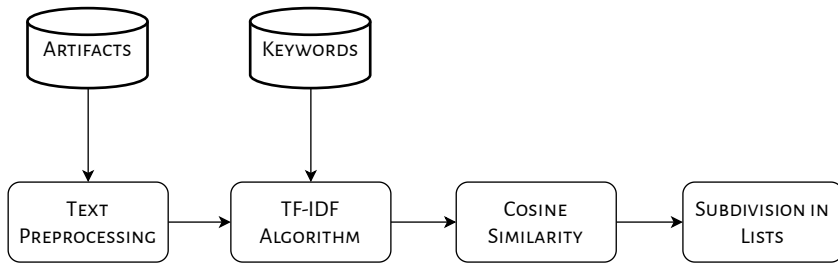 Artifacts
Keywords
Text
Preprocessing
TF-IDF
Algorithm
Cosine
Similarity
Subdivision in
Lists